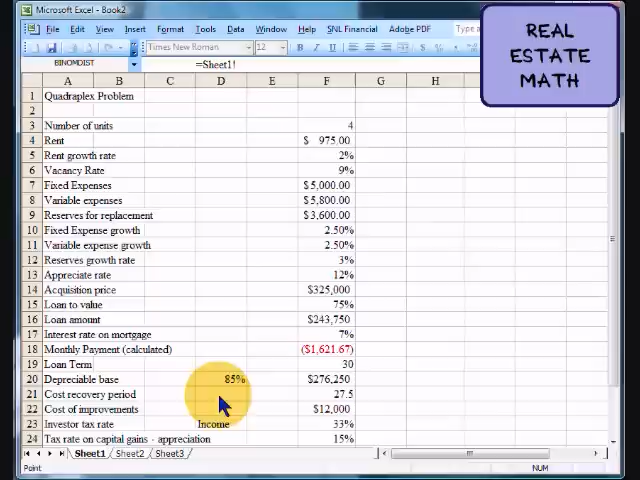 Microsoft Excel - Book2
File Edit View Insert Format Tools Data Window Help SNL Financial Adobe PDF Type a
Times New Roman 12 B I U
BINOMDIST =Sheet1!
REAL
ESTATE
MATH
A B C D E F G H
1 Quadraplex Problem
2
3 Number of units 4
4 Rent $ 975.00
5 Rent growth rate 2%
6 Vacancy Rate 9%
7 Fixed Expenses $5,000.00
8 Variable expenses $5,800.00
9 Reserves for replacement $3,600.00
10 Fixed Expense growth 2.50%
11 Variable expense growth 2.50%
12 Reserves growth rate 3%
13 Appreciate rate 12%
14 Acquisition price $325,000
15 Loan to value 75%
16 Loan amount $243,750
17 Interest rate on mortgage 7%
18 Monthly Payment (calculated) ($1,621.67)
19 Loan Term 30
20 Depreciable base 85% $276,250
21 Cost recovery period 27.5
22 Cost of improvements $12,000
23 Investor tax rate Income 33%
24 Tax rate on capital gains - appreciation 15%
Sheet1 Sheet2 Sheet3
Point NUM